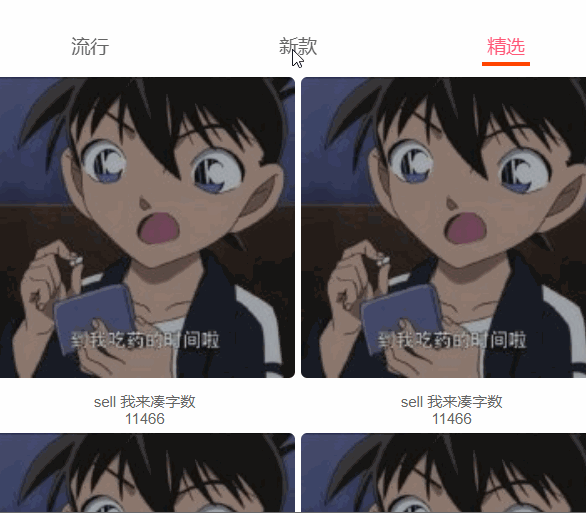 流行 新款 精选
到我吃药的时间啦 到我吃药的时间啦
sell 我来凑字数 sell 我来凑字数
11466 11466